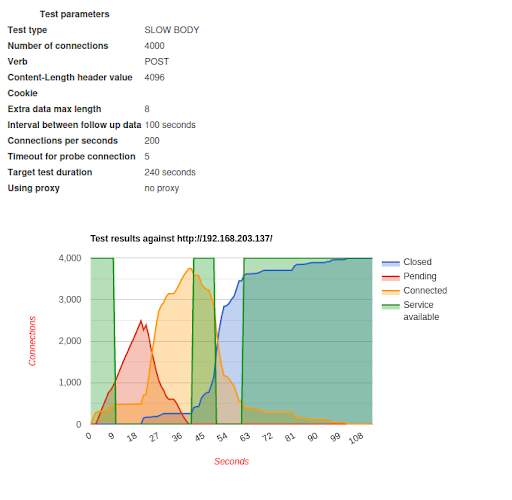 Test parameters
Test type SLOW BODY
Number of connections 4000
Verb POST
Content-Length header value 4096
Cookie
Extra data max length 8
Interval between follow up data 100 seconds
Connections per seconds 200
Timeout for probe connection 5
Target test duration 240 seconds
Using proxy no proxy
Test results against http://192.168.203.137/
4,000
3,000
2,000
1,000
0
Connections
0 9 18 27 36 45 54 63 72 81 90 99 108
Seconds
Closed
Pending
Connected
Service
available